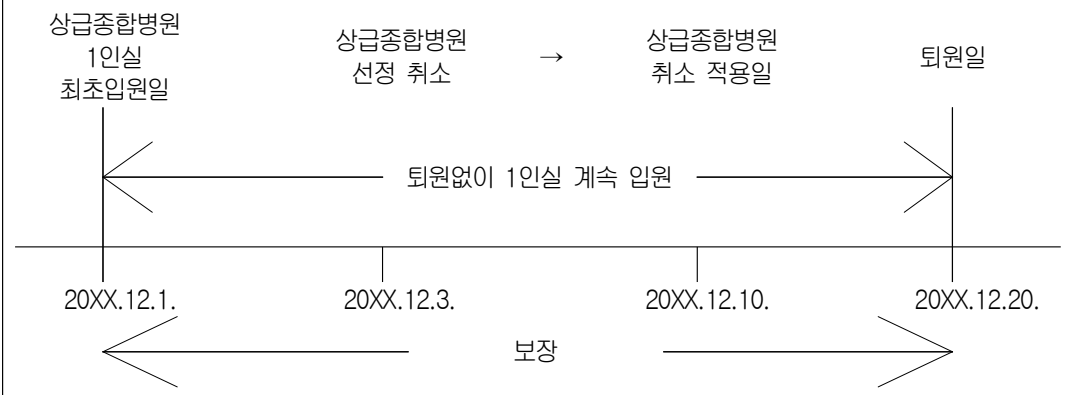 상급종합병원
1인실
최초입원일
상급종합병원
선정 취소
→
상급종합병원
취소 적용일
퇴원일
퇴원없이 1인실 계속 입원
20XX.12.1.
20XX.12.3.
20XX.12.10.
20XX.12.20.
보장